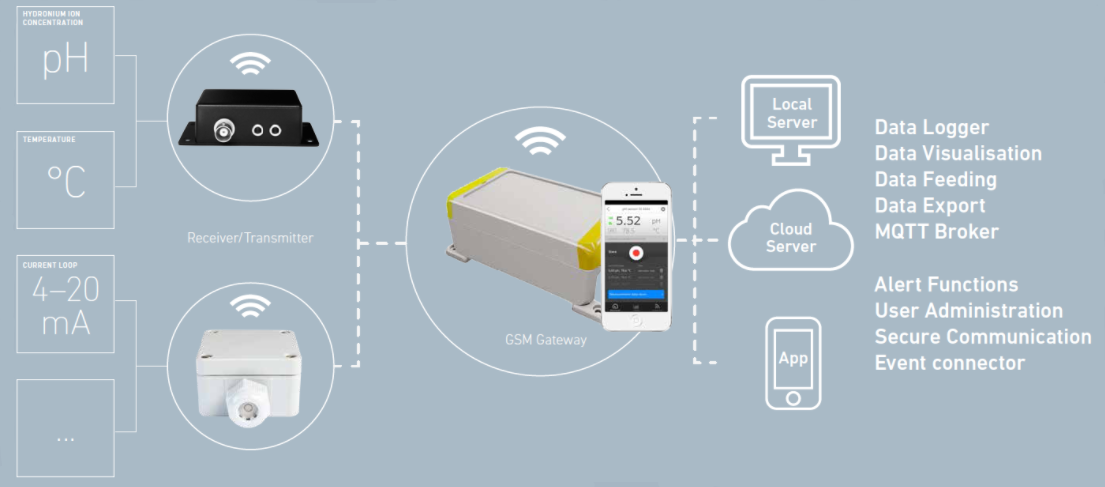 HYDRONIUM ION
CONCENTRATION
pH
TEMPERATURE
°C
CURRENT LOOP
4–20
mA
...
Receiver/Transmitter
GSM Gateway
5.52 pH
°C
Local
Server
Cloud
Server
App
Data Logger
Data Visualisation
Data Feeding
Data Export
MQTT Broker
Alert Functions
User Administration
Secure Communication
Event connector